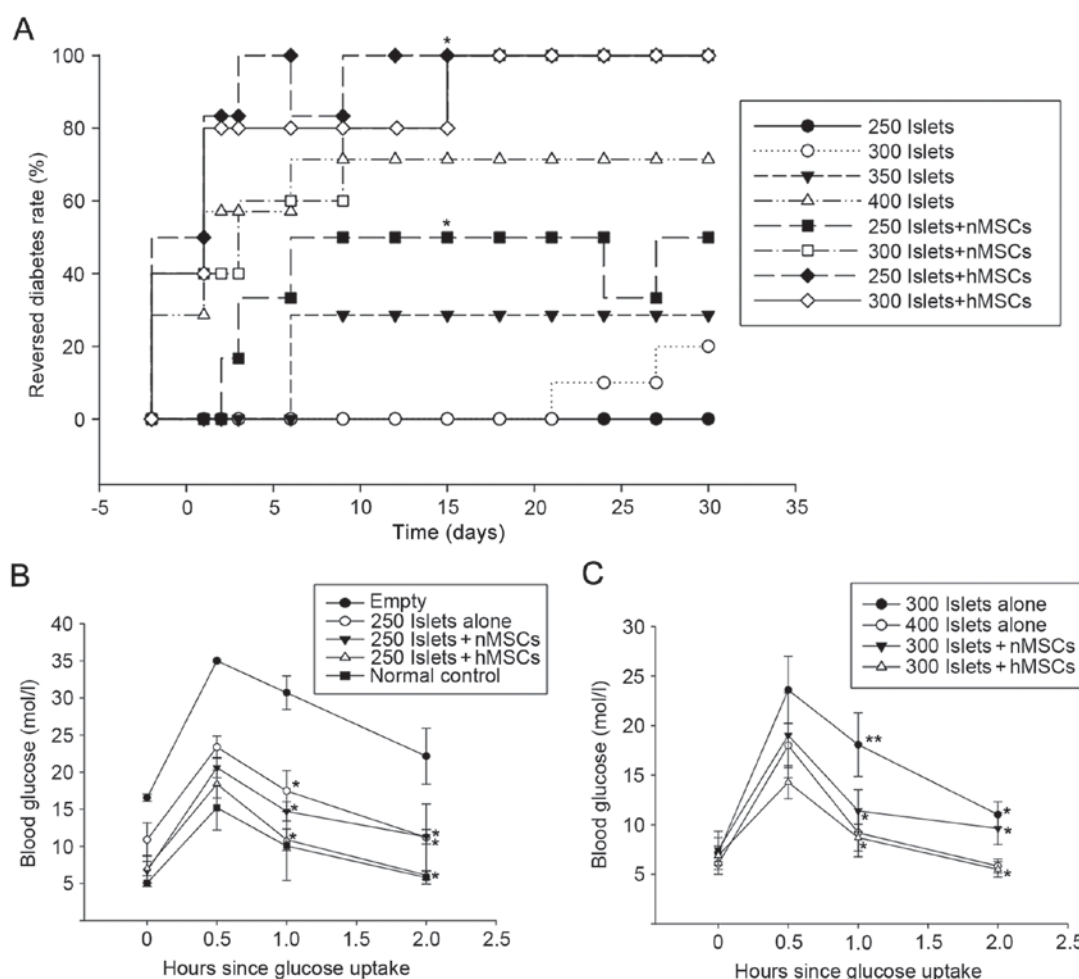 A
*
*
100
80
60
40
20
0
Reversed diabetes rate (%)
-5
0
5
10
15
20
25
30
35
Time (days)
250 Islets
300 Islets
350 Islets
400 Islets
250 Islets+nMSCs
300 Islets+nMSCs
250 Islets+hMSCs
300 Islets+hMSCs
B
Empty
250 Islets alone
250 Islets + nMSCs
250 Islets + hMSCs
Normal control
40
35
30
25
20
15
10
5
Blood glucose (mol/l)
*
*
*
*
*
*
0
0.5
1.0
2.0
2.5
Hours since glucose uptake
C
300 Islets alone
400 Islets alone
300 Islets + nMSCs
300 Islets + hMSCs
30
25
20
15
10
5
Blood glucose (mol/l)
**
*
*
*
*
*
0
0.5
1.0
2.0
2.5
Hours since glucose uptake